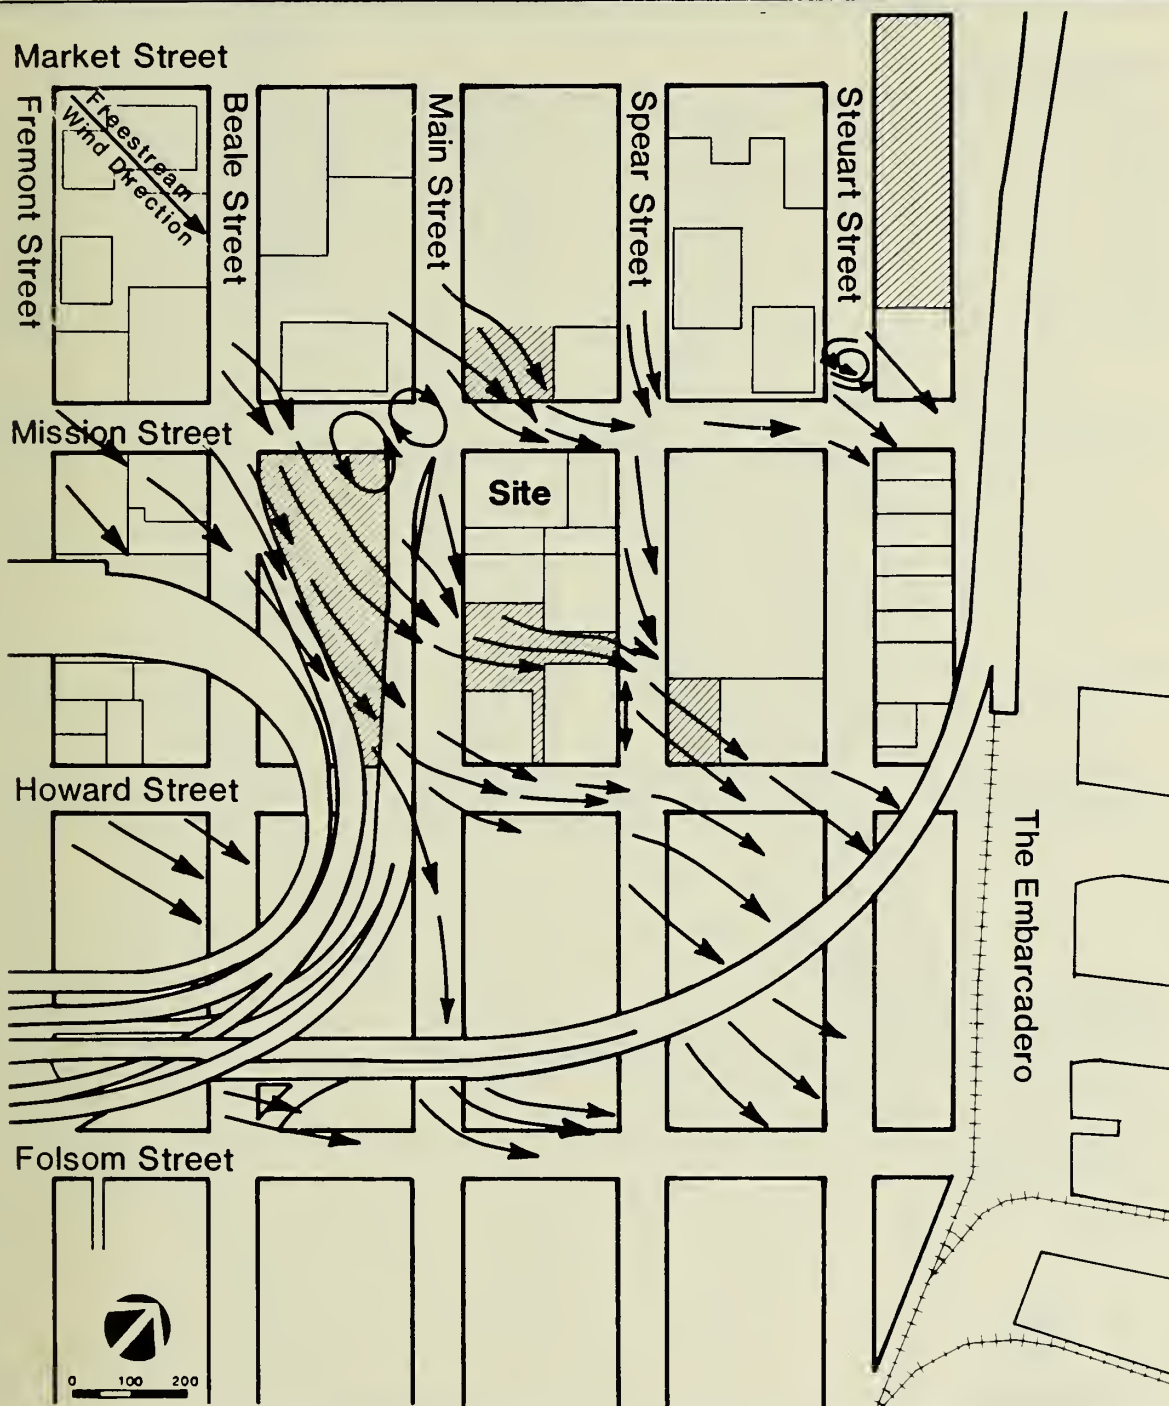 Market Street
Fremont Street
Freestream
Wind Direction
Beale Street
Main Street
Spear Street
Steuart Street
Mission Street
Site
Howard Street
The Embarcadero
Folsom Street
0 100 200